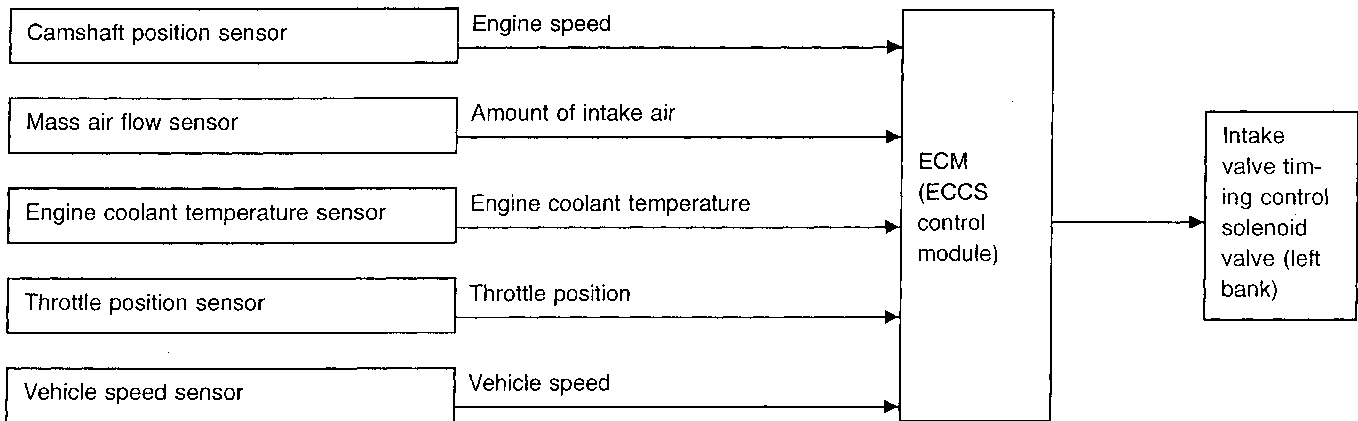 Camshaft position sensor
Engine speed
Mass air flow sensor
Amount of intake air
Engine coolant temperature sensor
Engine coolant temperature
Throttle position sensor
Throttle position
Vehicle speed sensor
Vehicle speed
ECM
(ECCS
control
module)
Intake
valve tim-
ing control
solenoid
valve (left
bank)